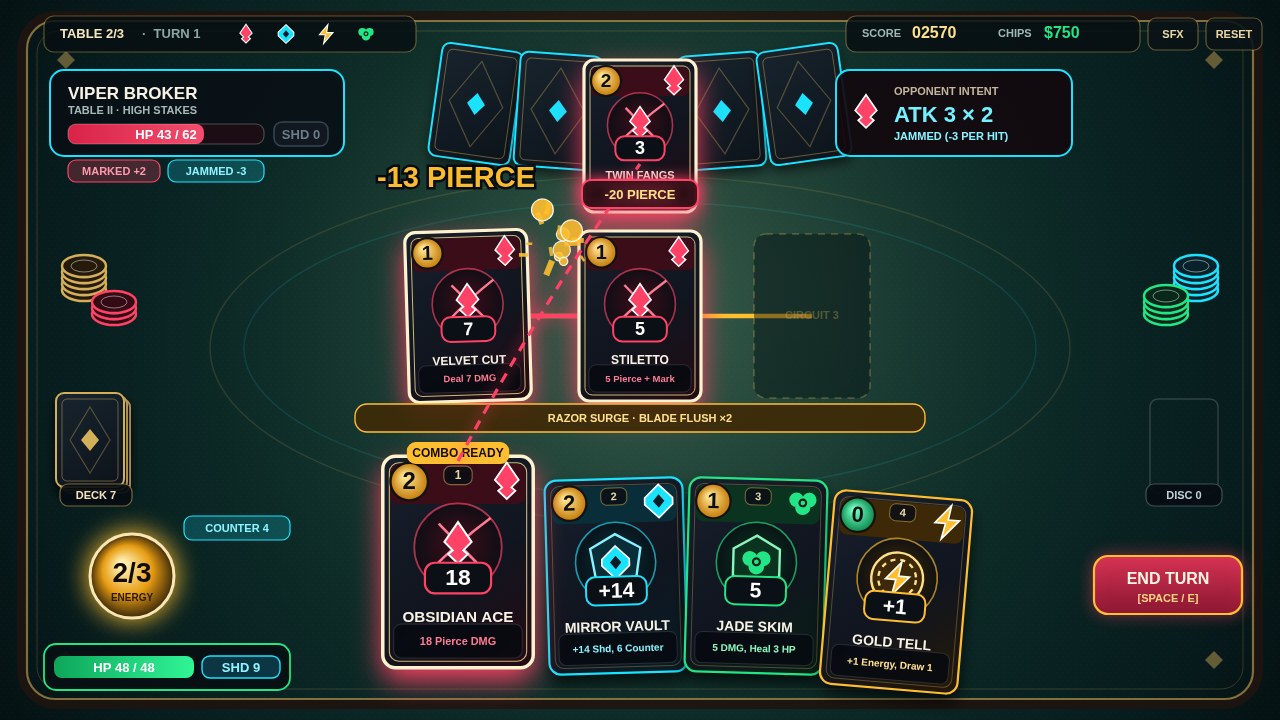 TABLE 2/3 · TURN 1
SCORE 02570 CHIPS $750
SFX
RESET
VIPER BROKER
TABLE II · HIGH STAKES
HP 43 / 62
SHD 0
MARKED +2
JAMMED -3
2
3
TWIN FANGS
-20 PIERCE
OPPONENT INTENT
ATK 3 × 2
JAMMED (-3 PER HIT)
-13 PIERCE
1
7
VELVET CUT
Deal 7 DMG
1
5
STILETTO
5 Pierce + Mark
CIRCUIT 3
RAZOR SURGE · BLADE FLUSH ×2
DECK 7
DISC 0
COUNTER 4
2/3
ENERGY
HP 48 / 48
SHD 9
COMBO READY
2
1
18
OBSIDIAN ACE
18 Pierce DMG
2
2
+14
MIRROR VAULT
+14 Shd, 6 Counter
1
3
5
JADE SKIM
5 DMG, Heal 3 HP
0
4
+1
GOLD TELL
+1 Energy, Draw 1
END TURN
[SPACE / E]